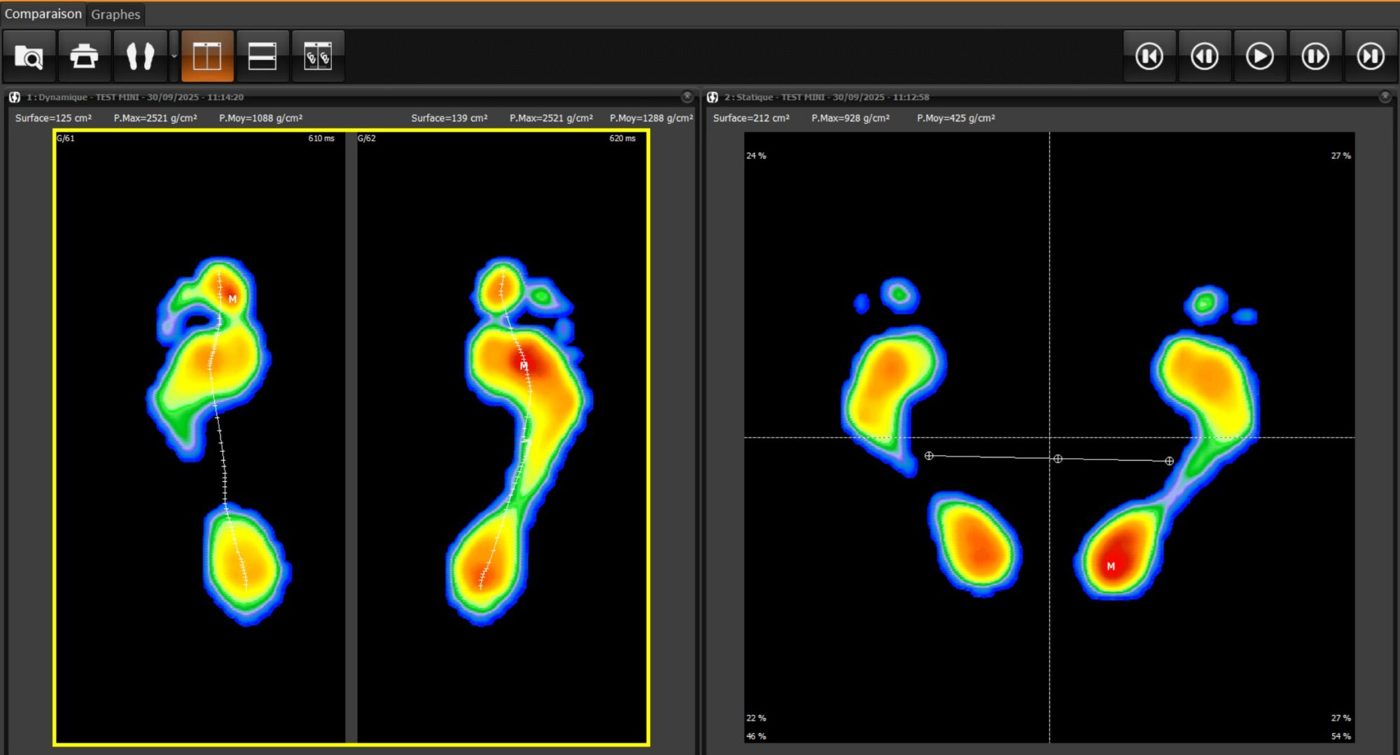 Comparaison Graphes
1 : Dynamique - TEST MINI - 30/09/2025 - 11:14:20
Surface=125 cm² P.Max=2521 g/cm² P.Moy=1088 g/cm² Surface=139 cm² P.Max=2521 g/cm² P.Moy=1288 g/cm²
G/61 610 ms G/62 620 ms
M
M
2 : Statique - TEST MINI - 30/09/2025 - 11:12:58
Surface=212 cm² P.Max=928 g/cm² P.Moy=425 g/cm²
24 % 27 %
M
22 % 27 %
46 % 54 %